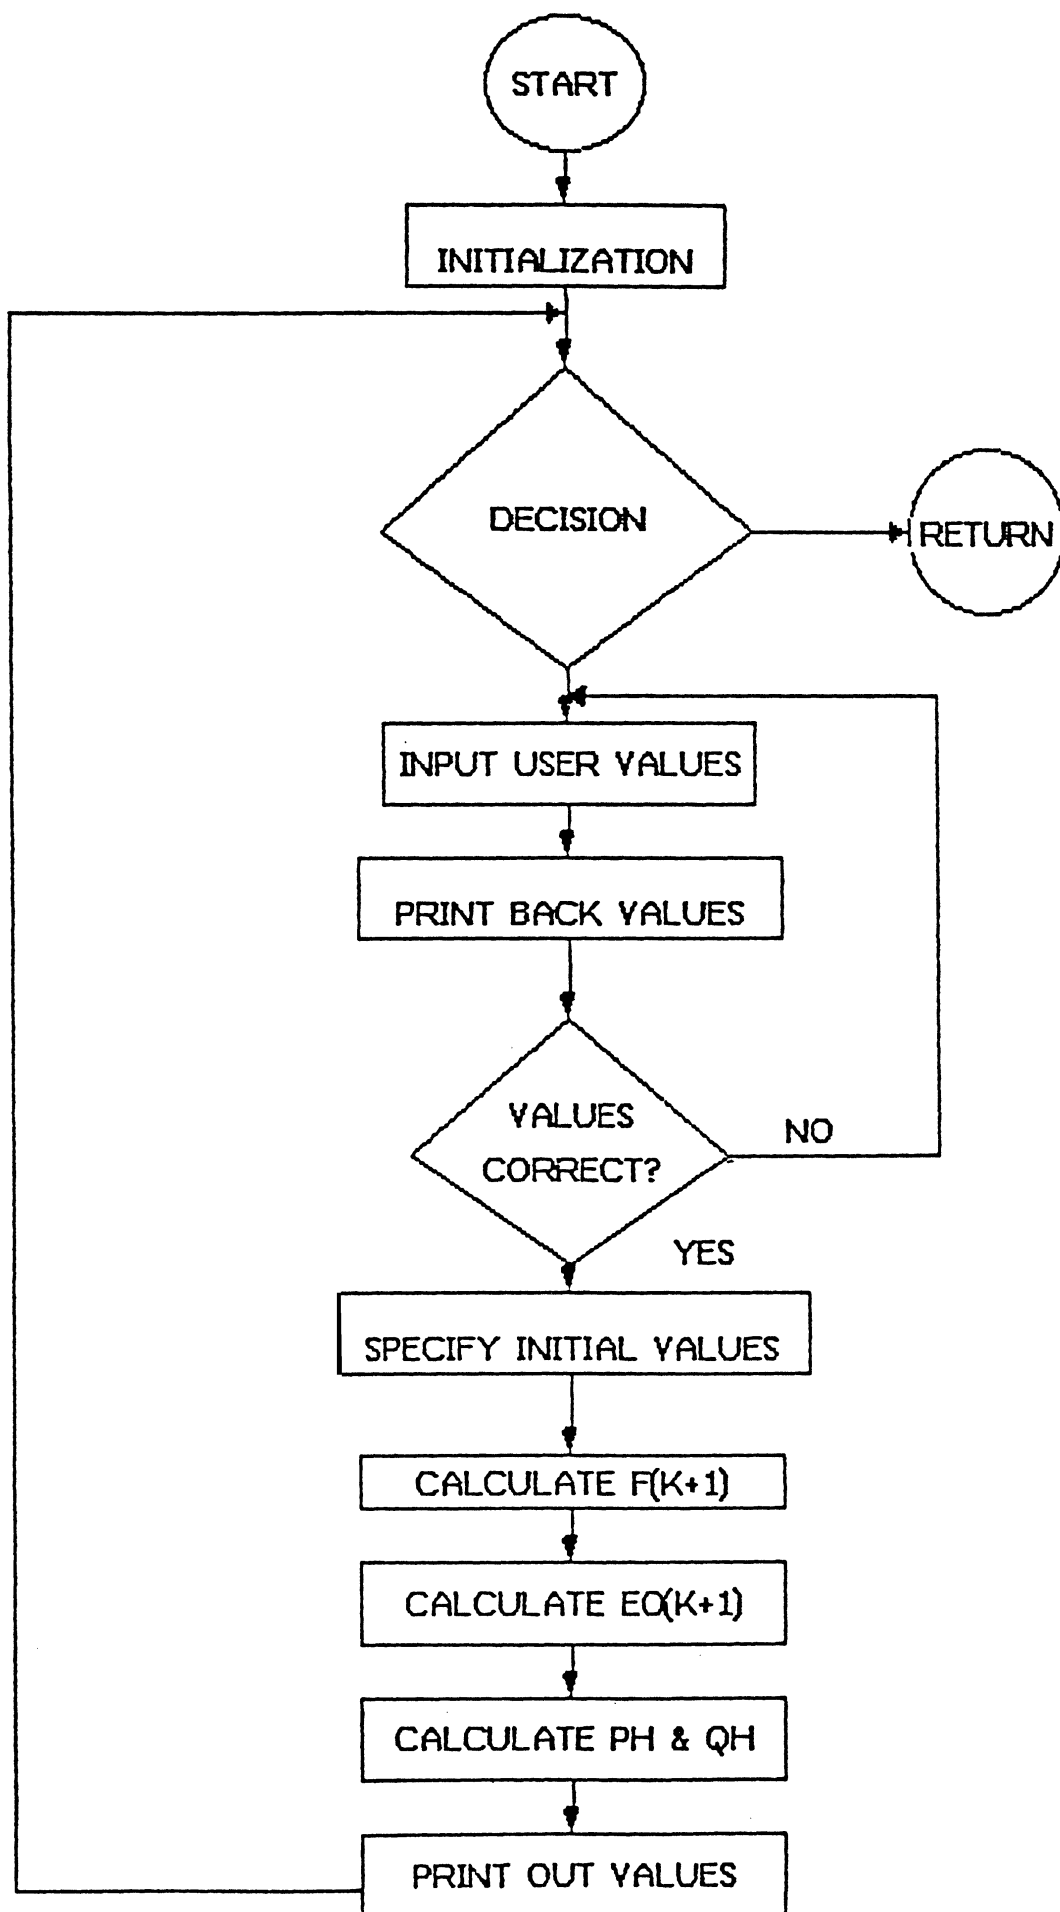 START
INITIALIZATION
DECISION
RETURN
INPUT USER VALUES
PRINT BACK VALUES
VALUES
CORRECT?
NO
YES
SPECIFY INITIAL VALUES
CALCULATE F(K+1)
CALCULATE EO(K+1)
CALCULATE PH & QH
PRINT OUT VALUES